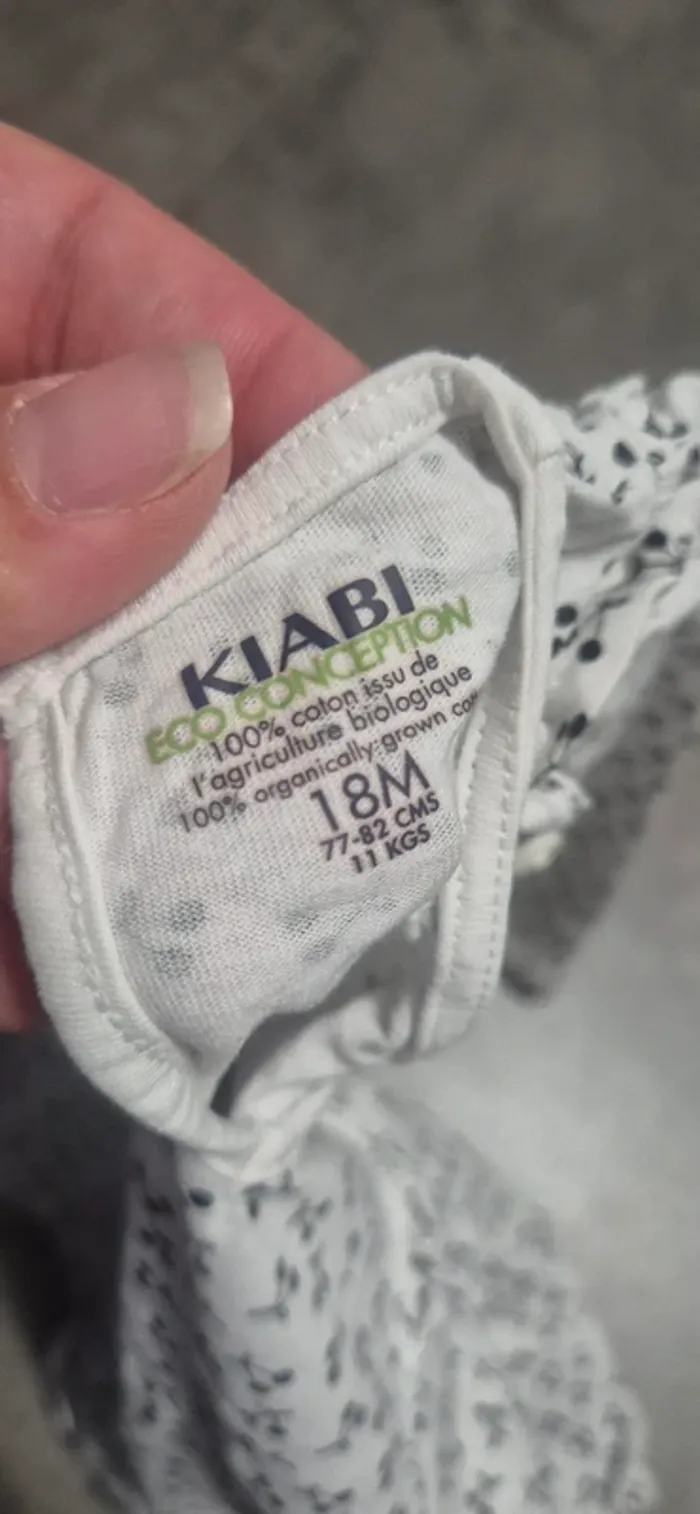 KIABI
ECO CONCEPTION
100% coton issu de
l'agriculture biologique
100% organically-grown
18M
77-82 CMS
11 KGS